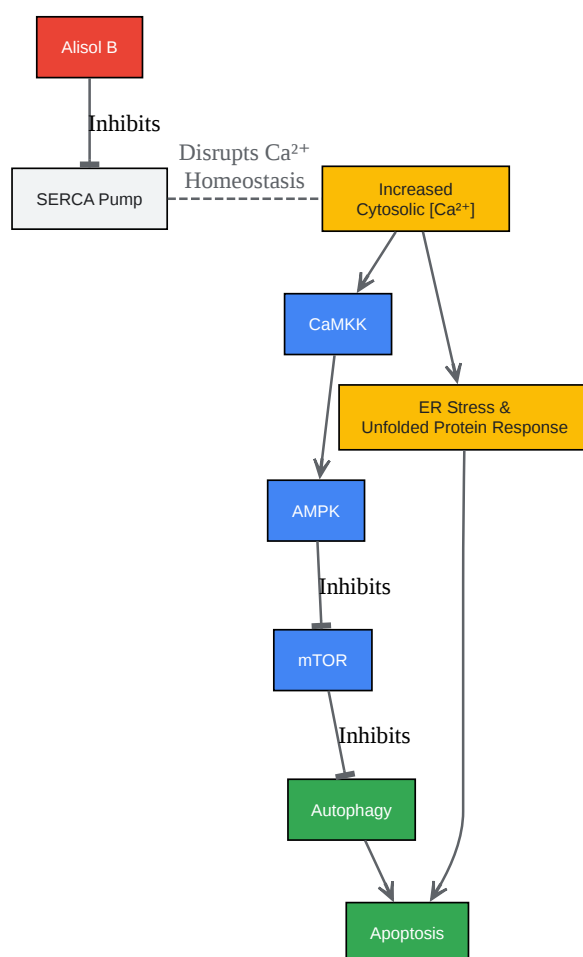 Alisol B
Inhibits
SERCA Pump
Disrupts Ca²⁺
Homeostasis
Increased
Cytosolic [Ca²⁺]
CaMKK
ER Stress &
Unfolded Protein Response
AMPK
Inhibits
mTOR
Inhibits
Autophagy
Apoptosis